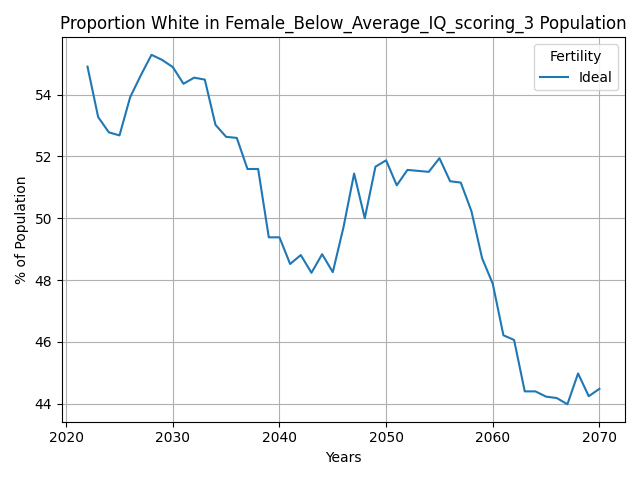 Proportion White in Female_Below_Average_IQ_scoring_3 Population
Fertility
Ideal
% of Population
54
52
50
48
46
44
2020 2030 2040 2050 2060 2070
Years